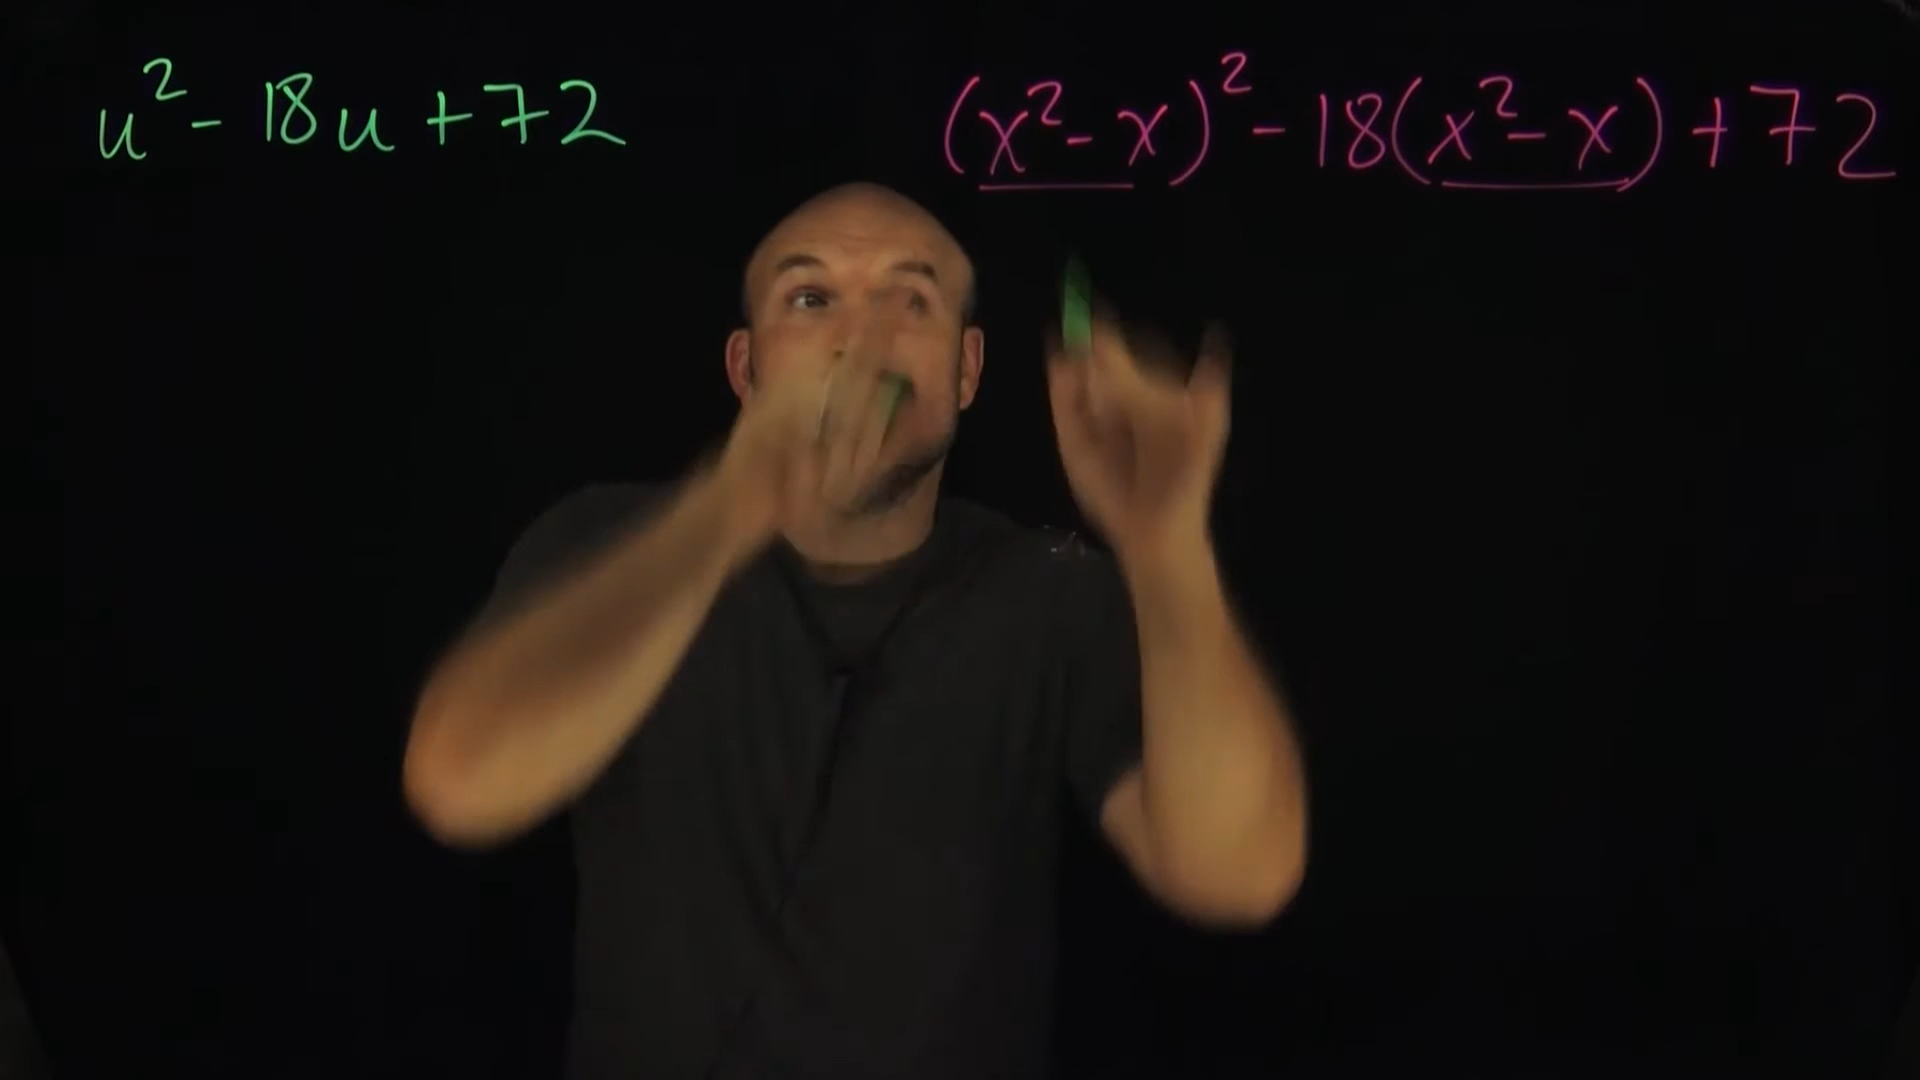 u² - 18u + 72
(x² - x)² - 18(x² - x) + 72